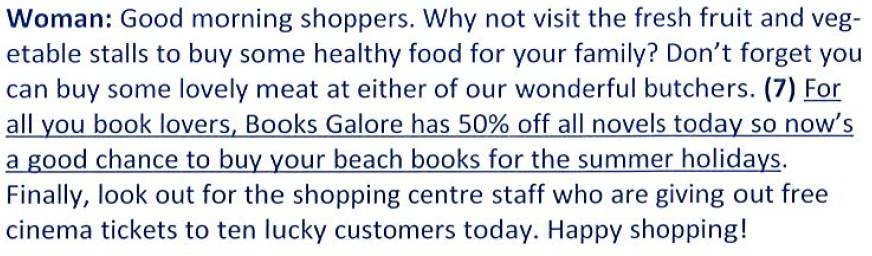 Woman: Good morning shoppers. Why not visit the fresh fruit and veg-
etable stalls to buy some healthy food for your family? Don't forget you
can buy some lovely meat at either of our wonderful butchers. (7) For
all you book lovers, Books Galore has 50% off all novels today so now's
a good chance to buy your beach books for the summer holidays.
Finally, look out for the shopping centre staff who are giving out free
cinema tickets to ten lucky customers today. Happy shopping!